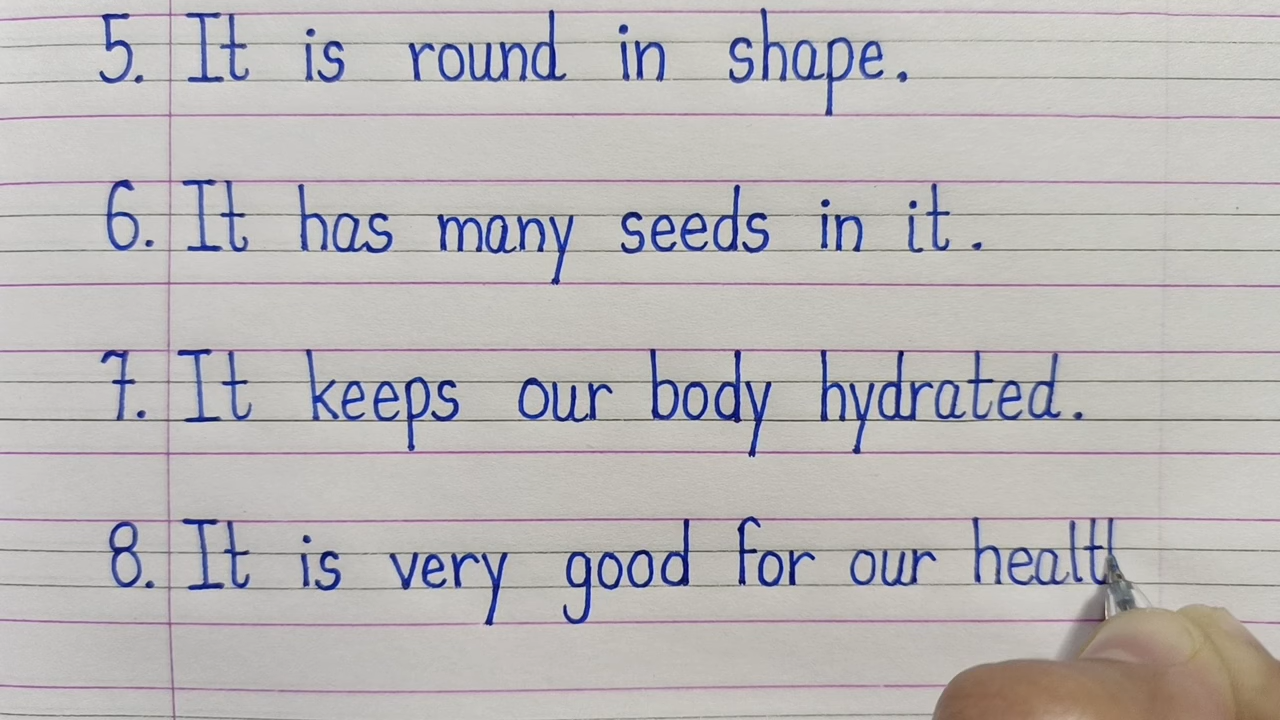 5. It is round in shape.
6. It has many seeds in it.
7. It keeps our body hydrated.
8. It is very good for our healt